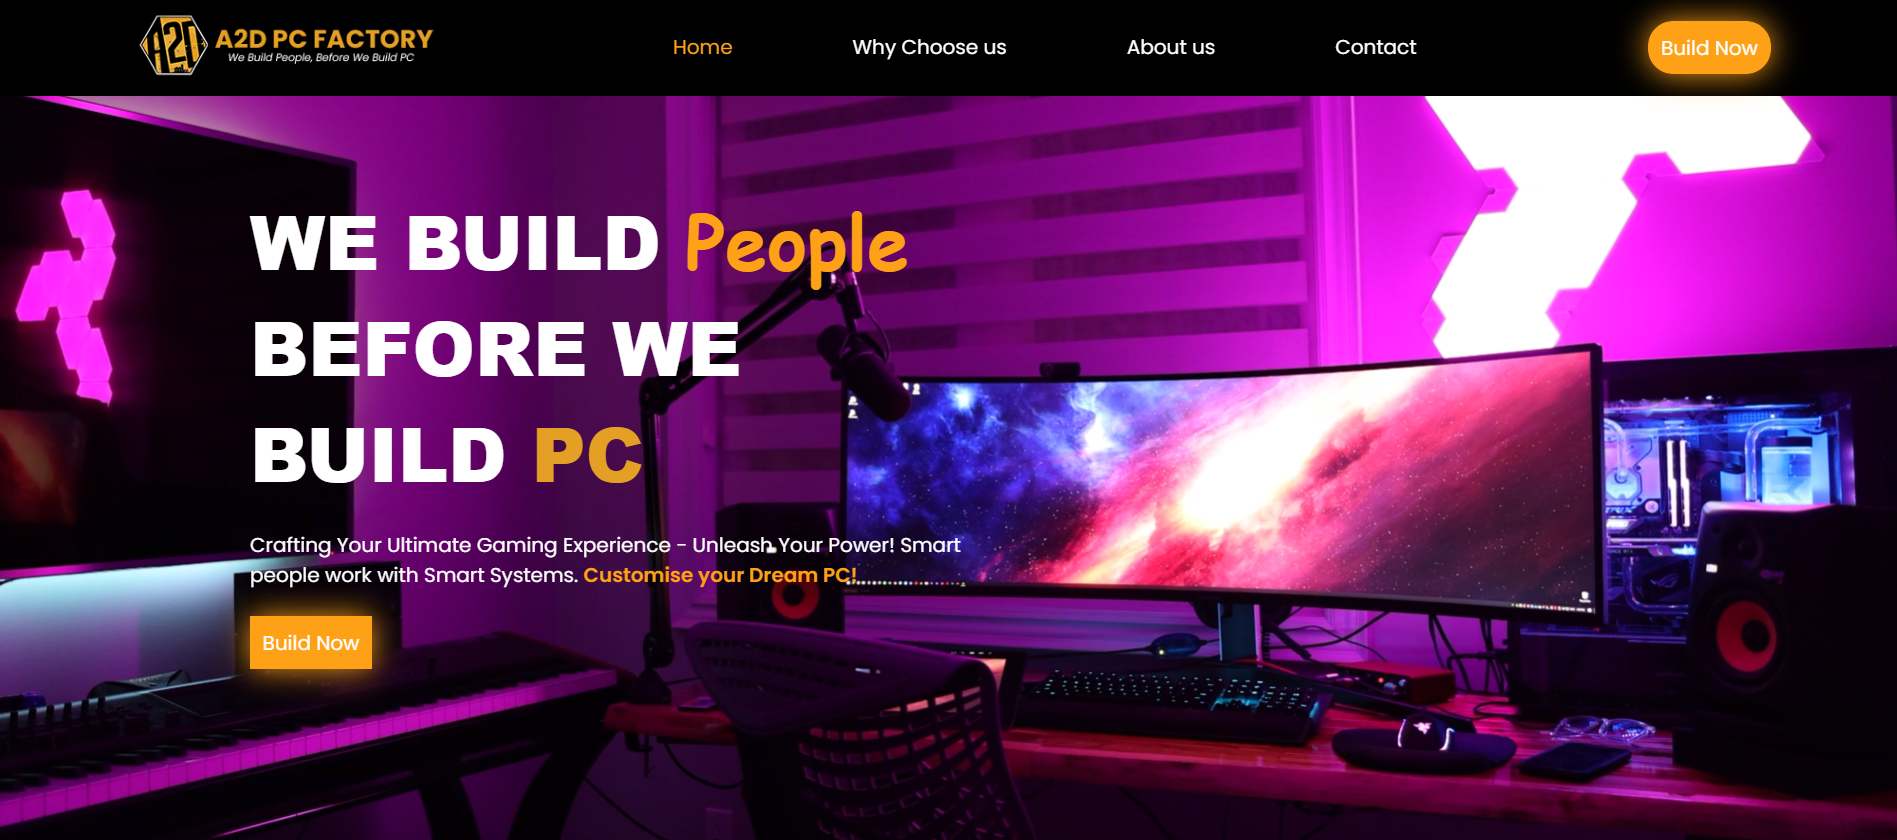 A2D
A2D PC FACTORY
We Build People, Before We Build PC
Home
Why Choose us
About us
Contact
Build Now
WE BUILD People
BEFORE WE
BUILD PC
Crafting Your Ultimate Gaming Experience - Unleash Your Power! Smart
people work with Smart Systems. Customise your Dream PC!
Build Now